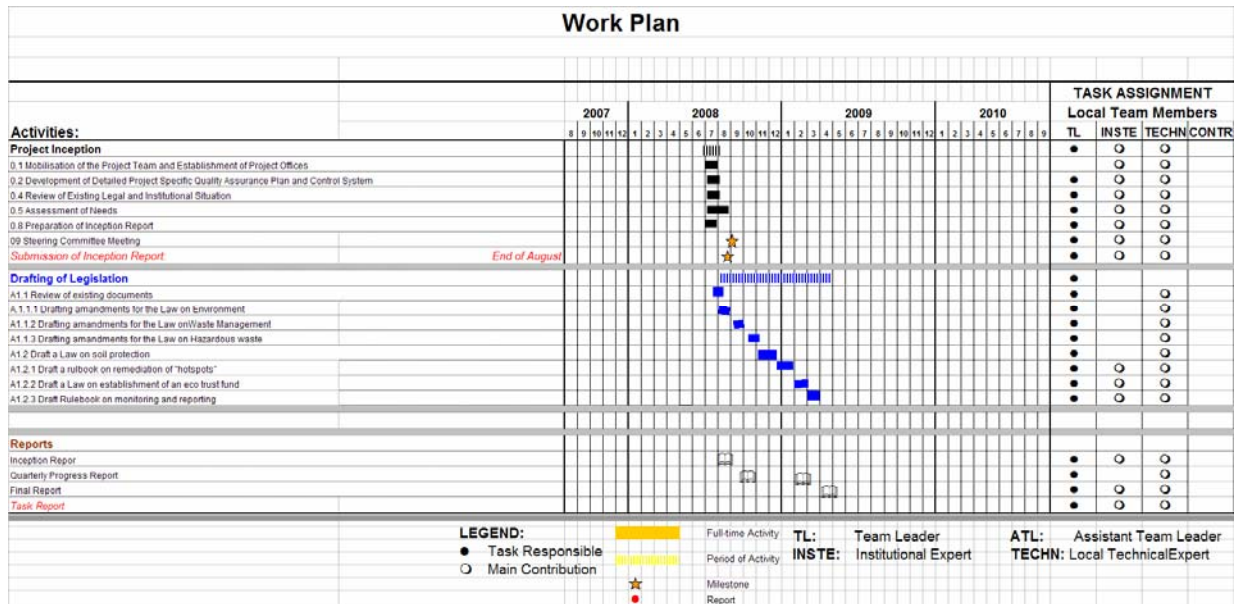 Work Plan
TASK ASSIGNMENT
2007 2008 2009 2010 Local Team Members
Activities: 8 9 10 11 12 1 2 3 4 5 6 7 8 9 10 11 12 1 2 3 4 5 6 7 8 9 10 11 12 1 2 3 4 5 6 7 8 9 TL INSTE TECHN CONTR
Project Inception
0.1 Mobilisation of the Project Team and Establishment of Project Offices
0.2 Development of Detailed Project Specific Quality Assurance Plan and Control System
0.4 Review of Existing Legal and Institutional Situation
0.5 Assessment of Needs
0.8 Preparation of Inception Report
09 Steering Committee Meeting
Submission of Inception Report End of August
Drafting of Legislation
A1.1 Review of existing documents
A.1.1.1 Drafting amandments for the Law on Environment
A1.1.2 Drafting amandments for the Law onWaste Management
A1.1.3 Drafting amandments for the Law on Hazardous waste
A1.2 Draft a Law on soil protection
A1.2.1 Draft a rulbook on remediation of "hotspots"
A1.2.2 Draft a Law on establishment of an eco trust fund
A1.2.3 Draft Rulebook on monitoring and reporting
Reports
Inception Repor
Quarterly Progress Report
Final Report
Task Report
LEGEND: Full-time Activity TL: Team Leader ATL: Assistant Team Leader
Task Responsible Period of Activity INSTE: Institutional Expert TECHN: Local TechnicalExpert
Main Contribution
Milestone
Report